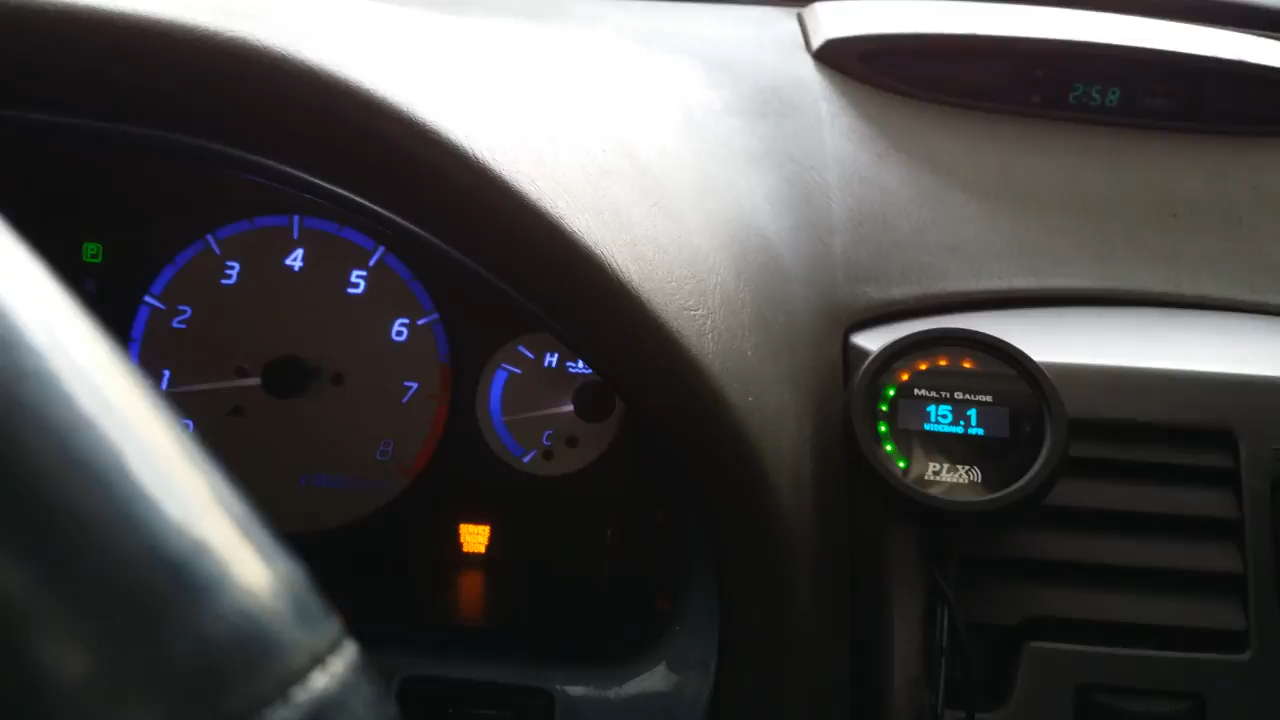 2:58
P
1
2
3
4
5
6
7
8
H
C
SERVICE
ENGINE
SOON
MULTI GAUGE
15.1
WIDEBAND AFR
PLX
DEVICES